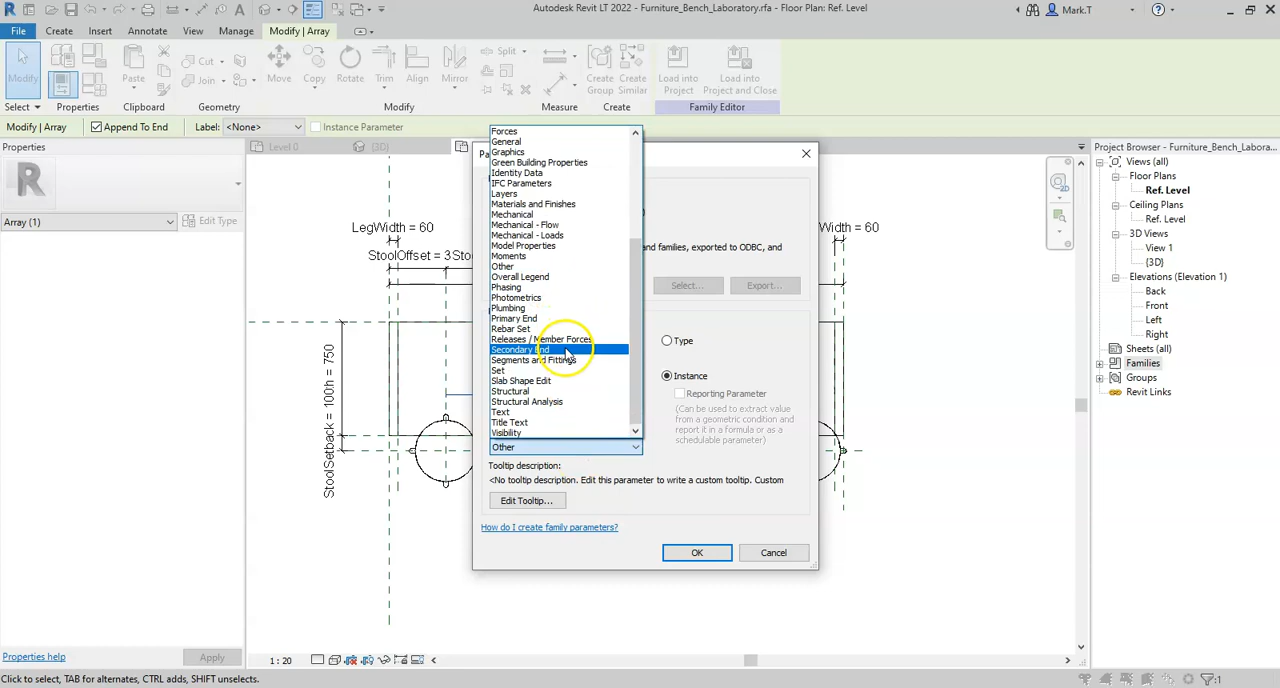 Autodesk Revit LT 2022 - Furniture_Bench_Laboratory.rfa - Floor Plan: Ref. Level
Mark.T
File Create Insert Annotate View Manage Modify | Array
Modify
Paste
Cut
Join
Move Copy Rotate Trim Align Mirror
Split
Create Group
Create Similar
Load into Project
Load into Project and Close
Select Properties Clipboard Geometry Modify Measure Create Family Editor
Modify | Array Append To End Label: <None> Instance Parameter
Properties
Array (1) Edit Type
Properties help Apply
Level 0 {3D}
LegWidth = 60
StoolOffset = 3
Width = 60
StoolSetback = 100h = 750
Forces
General
Graphics
Green Building Properties
Identity Data
IFC Parameters
Layers
Materials and Finishes
Mechanical
Mechanical - Flow
Mechanical - Loads
Model Properties
Moments
Other
Overall Legend
Phasing
Photometrics
Plumbing
Primary End
Rebar Set
Releases / Member Forces
Secondary End
Segments and Fittings
Set
Slab Shape Edit
Structural
Structural Analysis
Text
Title Text
Visibility
Other
and families, exported to ODBC, and
Select... Export...
Type
Instance
Reporting Parameter
(Can be used to extract value
from a geometric condition and
report it in a formula or as a
schedulable parameter)
Tooltip description:
<No tooltip description. Edit this parameter to write a custom tooltip. Custom
Edit Tooltip...
How do I create family parameters?
OK Cancel
Project Browser - Furniture_Bench_Labora...
Views (all)
Floor Plans
Ref. Level
Ceiling Plans
Ref. Level
3D Views
View 1
{3D}
Elevations (Elevation 1)
Back
Front
Left
Right
Sheets (all)
Families
Groups
Revit Links
1 : 20
Click to select, TAB for alternates, CTRL adds, SHIFT unselects.
:1